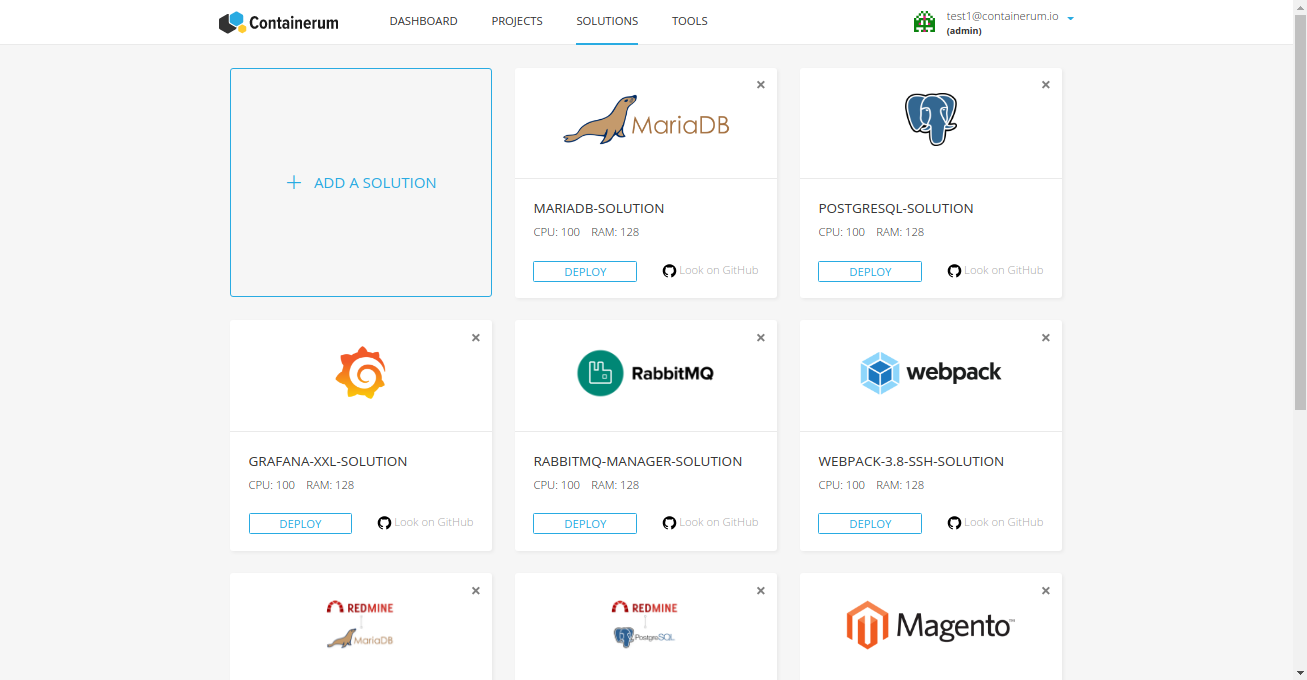 Containerum
DASHBOARD
PROJECTS
SOLUTIONS
TOOLS
test1@containerum.io
(admin)
ADD A SOLUTION
MariaDB
MARIADB-SOLUTION
CPU: 100 RAM: 128
DEPLOY
Look on GitHub
POSTGRESQL-SOLUTION
CPU: 100 RAM: 128
DEPLOY
Look on GitHub
GRAFANA-XXL-SOLUTION
CPU: 100 RAM: 128
DEPLOY
Look on GitHub
RabbitMQ
RABBITMQ-MANAGER-SOLUTION
CPU: 100 RAM: 128
DEPLOY
Look on GitHub
webpack
WEBPACK-3.8-SSH-SOLUTION
CPU: 100 RAM: 128
DEPLOY
Look on GitHub
REDMINE
MariaDB
REDMINE
PostgreSQL
Magento™